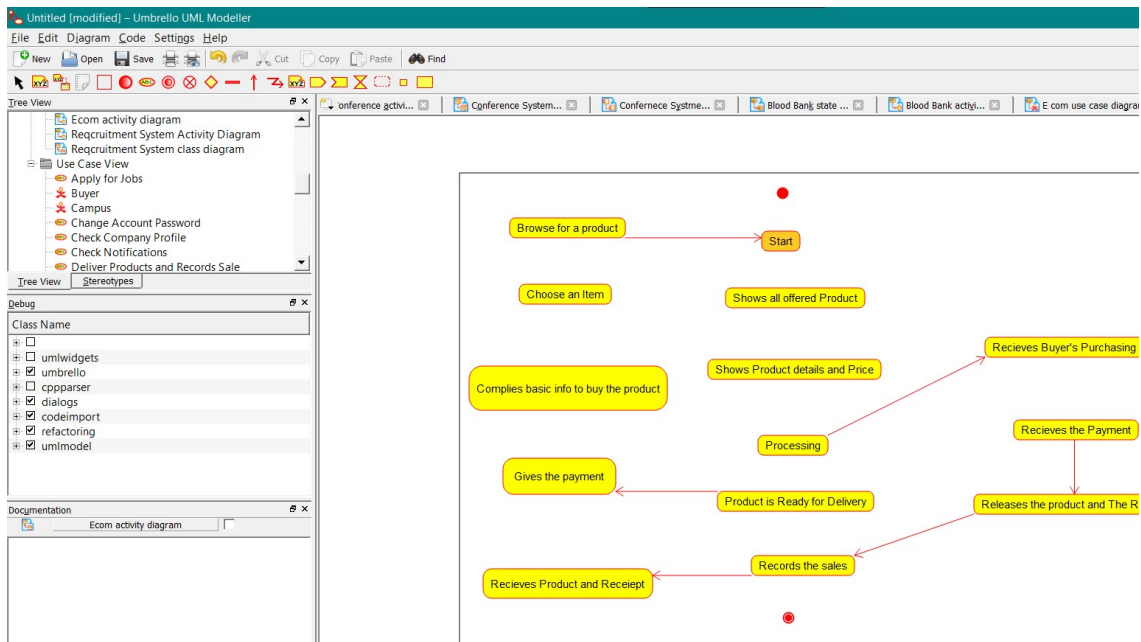 Untitled [modified] – Umbrello UML Modeller
File Edit Diagram Code Settings Help
New Open Save Cut Copy Paste Find
Tree View
onference activi...
Conference System...
Confernece Systme...
Blood Bank state ...
Blood Bank activi...
E com use case diagra
Ecom activity diagram
Reqcruitment System Activity Diagram
Reqcruitment System class diagram
Use Case View
Apply for Jobs
Buyer
Campus
Change Account Password
Check Company Profile
Check Notifications
Deliver Products and Records Sale
Tree View Stereotypes
Debug
Class Name
umlwidgets
umbrello
cppparser
dialogs
codeimport
refactoring
umlmodel
Documentation
Ecom activity diagram
Browse for a product
Start
Choose an Item
Shows all offered Product
Recieves Buyer's Purchasing
Complies basic info to buy the product
Shows Product details and Price
Recieves the Payment
Processing
Gives the payment
Product is Ready for Delivery
Releases the product and The R
Records the sales
Recieves Product and Receiept